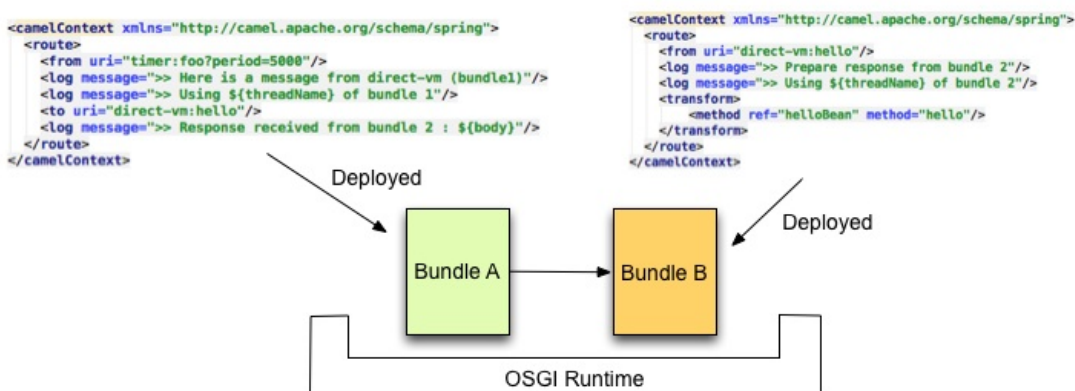 <camelContext xmlns="http://camel.apache.org/schema/spring">
<route>
<from uri="timer:foo?period=5000"/>
<log message=">> Here is a message from direct-vm (bundle1)"/>
<log message=">> Using ${threadName} of bundle 1"/>
<to uri="direct-vm:hello"/>
<log message=">> Response received from bundle 2 : ${body}"/>
</route>
</camelContext>
<camelContext xmlns="http://camel.apache.org/schema/spring">
<route>
<from uri="direct-vm:hello"/>
<log message=">> Prepare response from bundle 2"/>
<log message=">> Using ${threadName} of bundle 2"/>
<transform>
<method ref="helloBean" method="hello"/>
</transform>
</route>
</camelContext>
Deployed
Deployed
Bundle A
Bundle B
OSGI Runtime